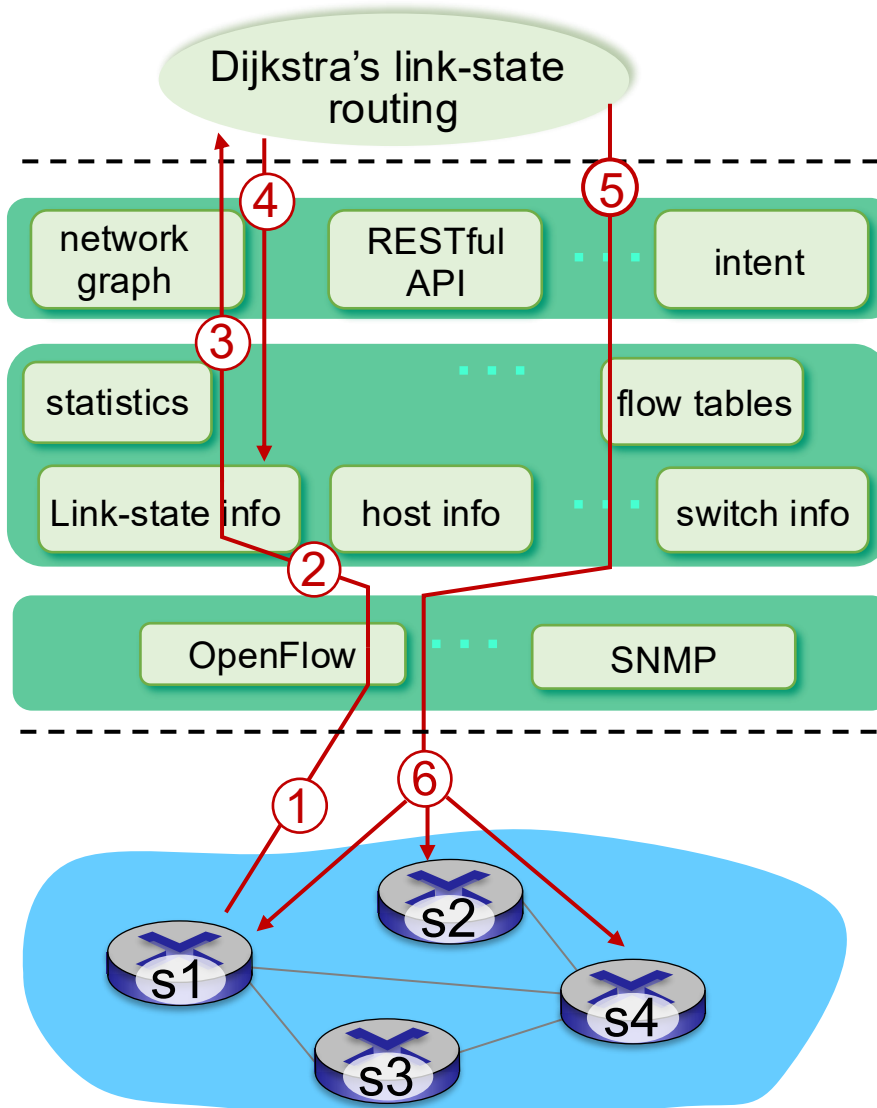 Dijkstra's link-state
routing
4
5
network
graph
RESTful
API
intent
3
statistics
flow tables
Link-state info
host info
switch info
2
OpenFlow
SNMP
6
1
s2
s1
s4
s3